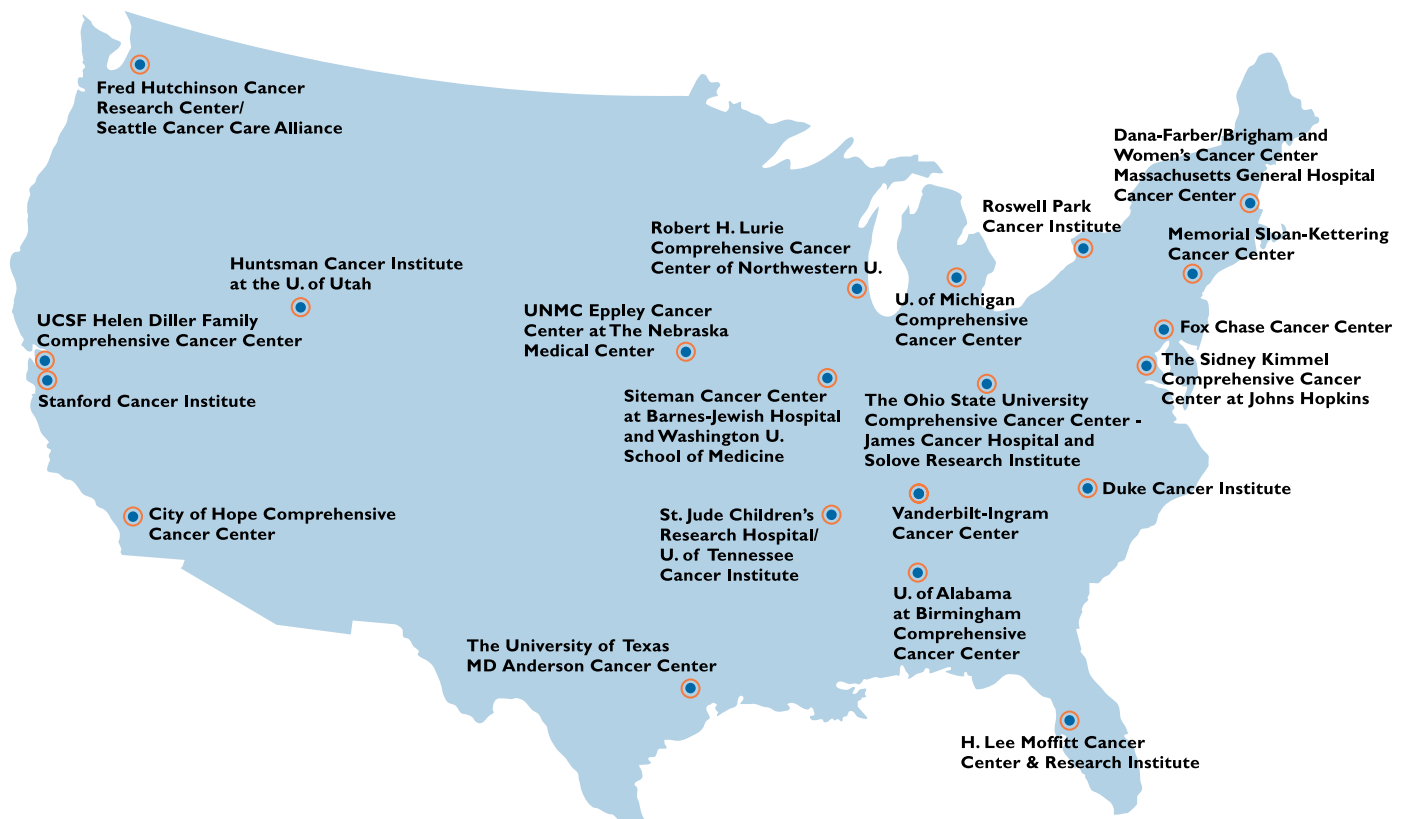 Fred Hutchinson Cancer
Research Center/
Seattle Cancer Care Alliance
Dana-Farber/Brigham and
Women's Cancer Center
Massachusetts General Hospital
Cancer Center
Roswell Park
Cancer Institute
Robert H. Lurie
Comprehensive Cancer
Center of Northwestern U.
Memorial Sloan-Kettering
Cancer Center
Huntsman Cancer Institute
at the U. of Utah
UCSF Helen Diller Family
Comprehensive Cancer Center
Stanford Cancer Institute
UNMC Eppley Cancer
Center at The Nebraska
Medical Center
U. of Michigan
Comprehensive
Cancer Center
Fox Chase Cancer Center
The Sidney Kimmel
Comprehensive Cancer
Center at Johns Hopkins
Siteman Cancer Center
at Barnes-Jewish Hospital
and Washington U.
School of Medicine
The Ohio State University
Comprehensive Cancer Center -
James Cancer Hospital and
Solove Research Institute
Duke Cancer Institute
City of Hope Comprehensive
Cancer Center
St. Jude Children's
Research Hospital/
U. of Tennessee
Cancer Institute
Vanderbilt-Ingram
Cancer Center
U. of Alabama
at Birmingham
Comprehensive
Cancer Center
The University of Texas
MD Anderson Cancer Center
H. Lee Moffitt Cancer
Center & Research Institute